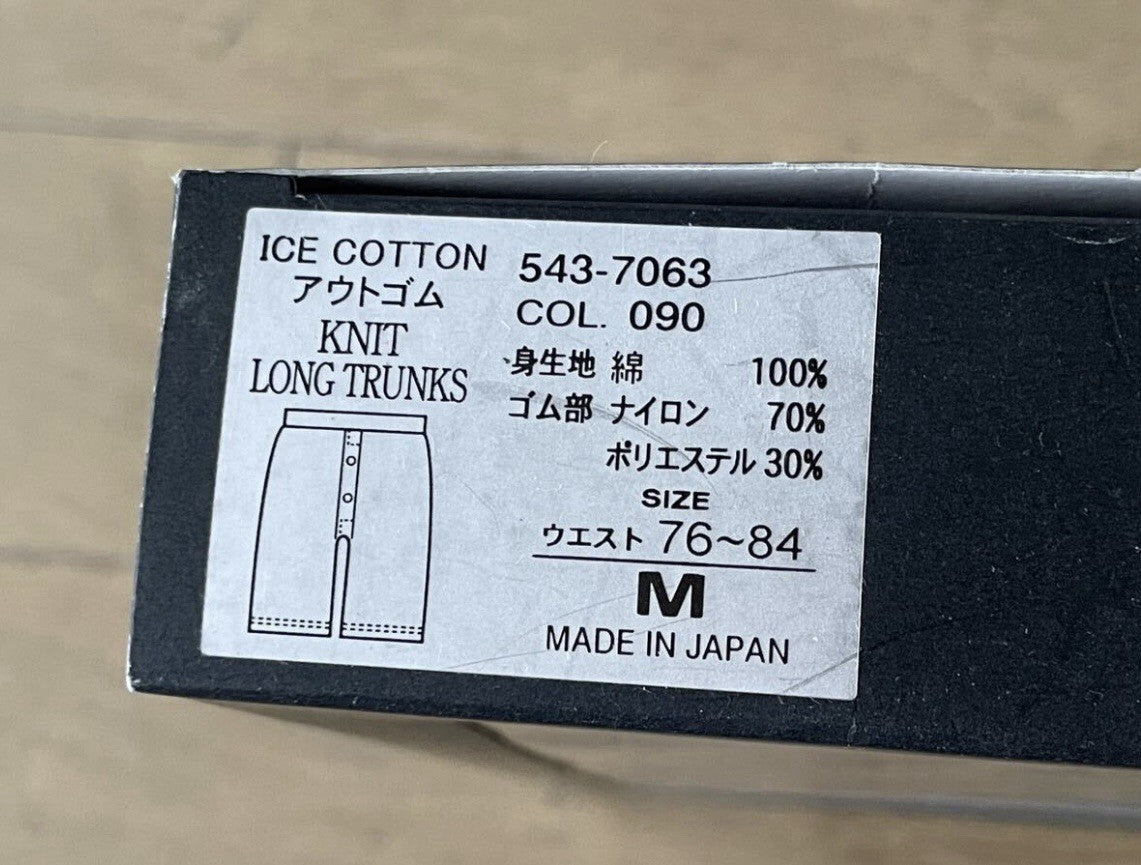 ICE COTTON
アウトゴム
KNIT
LONG TRUNKS
543-7063
COL. 090
身生地 綿 100%
ゴム部 ナイロン 70%
ポリエステル 30%
SIZE
ウエスト 76~84
M
MADE IN JAPAN